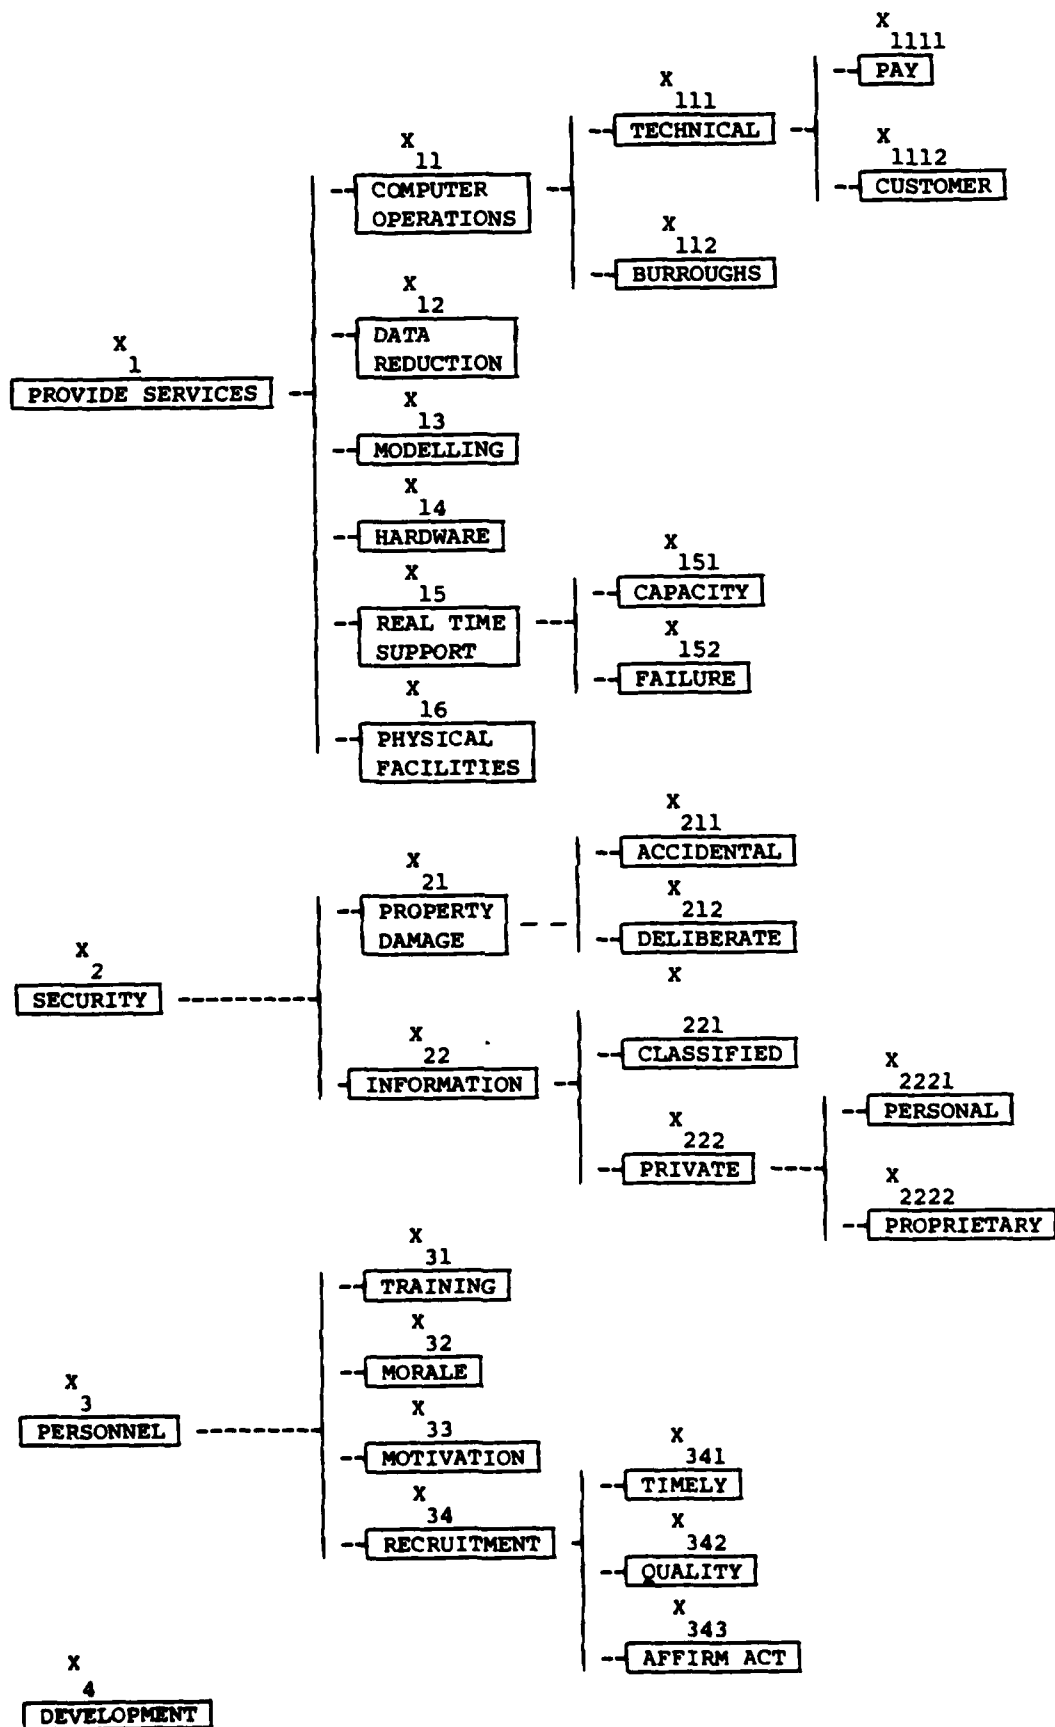 X
1111
PAY
X
111
TECHNICAL
X
1112
CUSTOMER
X
11
COMPUTER
OPERATIONS
X
112
BURROUGHS
X
12
DATA
REDUCTION
X
1
PROVIDE SERVICES
X
13
MODELLING
X
14
HARDWARE
X
15
REAL TIME
SUPPORT
X
151
CAPACITY
X
152
FAILURE
X
16
PHYSICAL
FACILITIES
X
211
ACCIDENTAL
X
21
PROPERTY
DAMAGE
X
212
DELIBERATE
X
2
SECURITY
X
221
CLASSIFIED
X
22
INFORMATION
X
2221
PERSONAL
X
222
PRIVATE
X
2222
PROPRIETARY
X
31
TRAINING
X
32
MORALE
X
3
PERSONNEL
X
33
MOTIVATION
X
341
TIMELY
X
34
RECRUITMENT
X
342
QUALITY
X
343
AFFIRM ACT
X
4
DEVELOPMENT